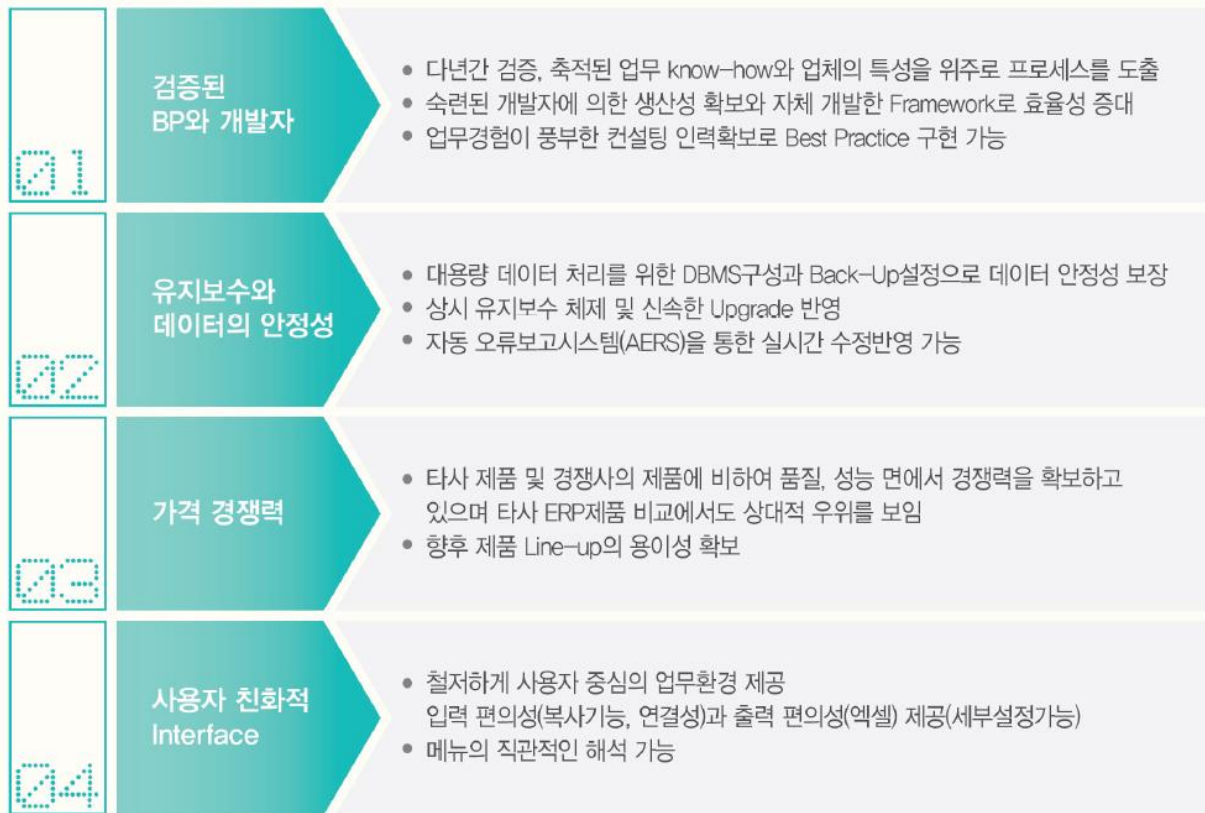 01
검증된
BP와 개발자
• 다년간 검증, 축적된 업무 know-how와 업체의 특성을 위주로 프로세스를 도출
• 숙련된 개발자에 의한 생산성 확보와 자체 개발한 Framework로 효율성 증대
• 업무경험이 풍부한 컨설팅 인력확보로 Best Practice 구현 가능
02
유지보수와
데이터의 안정성
• 대용량 데이터 처리를 위한 DBMS구성과 Back-Up설정으로 데이터 안정성 보장
• 상시 유지보수 체제 및 신속한 Upgrade 반영
• 자동 오류보고시스템(AERS)을 통한 실시간 수정반영 가능
03
가격 경쟁력
• 타사 제품 및 경쟁사의 제품에 비하여 품질, 성능 면에서 경쟁력을 확보하고
있으며 타사 ERP제품 비교에서도 상대적 우위를 보임
• 향후 제품 Line-up의 용이성 확보
04
사용자 친화적
Interface
• 철저하게 사용자 중심의 업무환경 제공
입력 편의성(복사기능, 연결성)과 출력 편의성(엑셀) 제공(세부설정가능)
• 메뉴의 직관적인 해석 가능